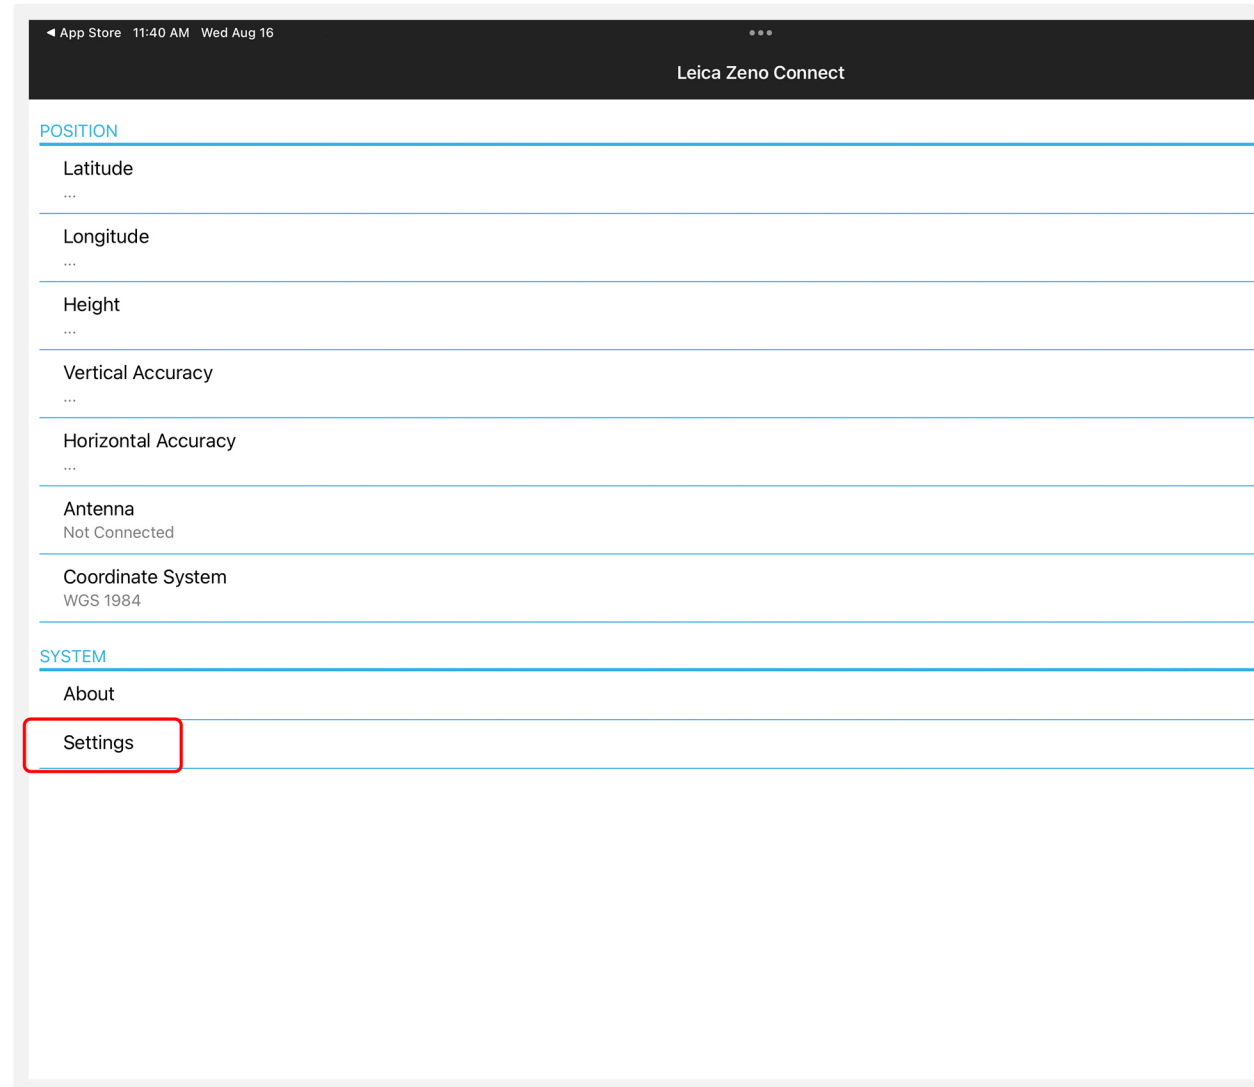 ◀ App Store 11:40 AM Wed Aug 16
Leica Zeno Connect
POSITION
Latitude
...
Longitude
...
Height
...
Vertical Accuracy
...
Horizontal Accuracy
...
Antenna
Not Connected
Coordinate System
WGS 1984
SYSTEM
About
Settings